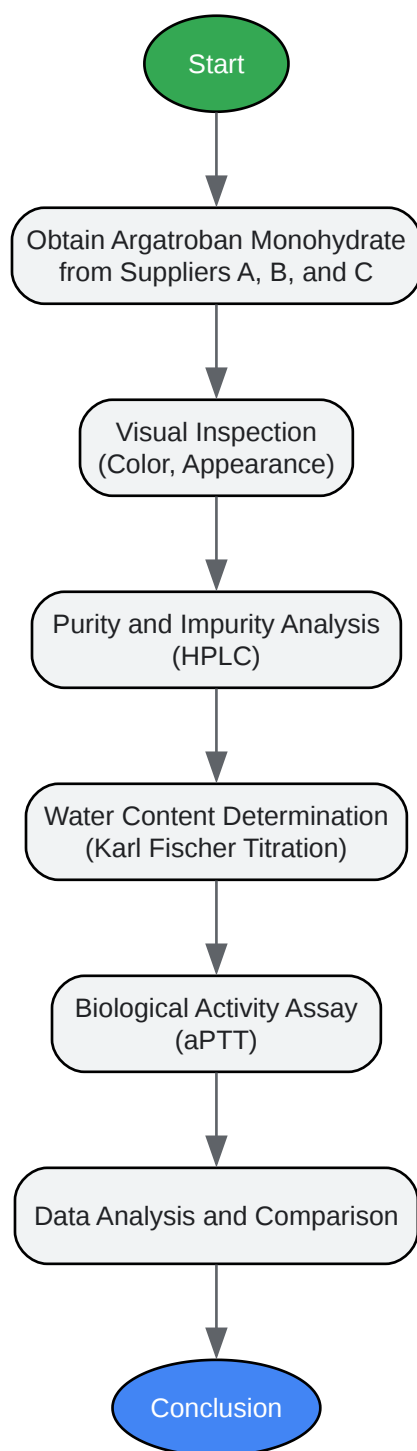 Start
Obtain Argatroban Monohydrate
from Suppliers A, B, and C
Visual Inspection
(Color, Appearance)
Purity and Impurity Analysis
(HPLC)
Water Content Determination
(Karl Fischer Titration)
Biological Activity Assay
(aPTT)
Data Analysis and Comparison
Conclusion